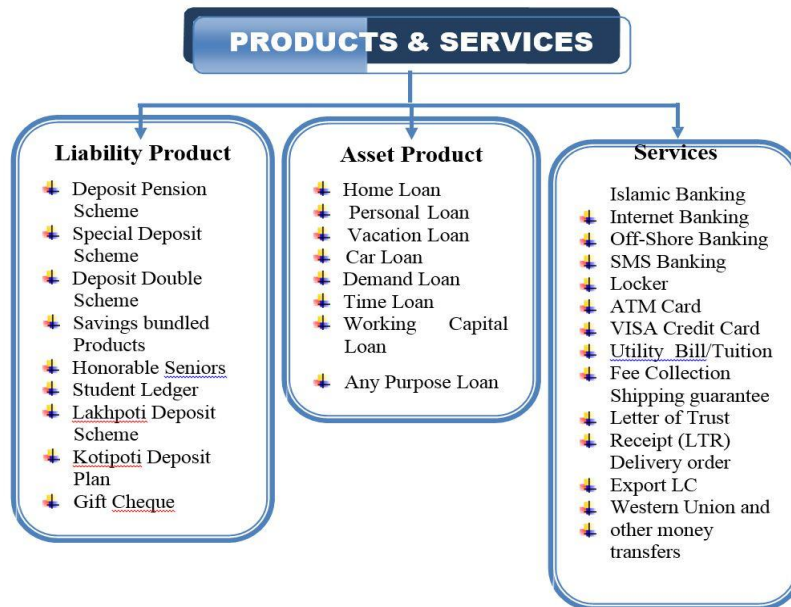 PRODUCTS & SERVICES
Liability Product
Deposit Pension
Scheme
Special Deposit
Scheme
Deposit Double
Scheme
Savings bundled
Products
Honorable Seniors
Student Ledger
Lakhpoti Deposit
Scheme
Kotipoti Deposit
Plan
Gift Cheque
Asset Product
Home Loan
Personal Loan
Vacation Loan
Car Loan
Demand Loan
Time Loan
Working Capital
Loan
Any Purpose Loan
Services
Islamic Banking
Internet Banking
Off-Shore Banking
SMS Banking
Locker
ATM Card
VISA Credit Card
Utility Bill/Tuition
Fee Collection
Shipping guarantee
Letter of Trust
Receipt (LTR)
Delivery order
Export LC
Western Union and
other money
transfers